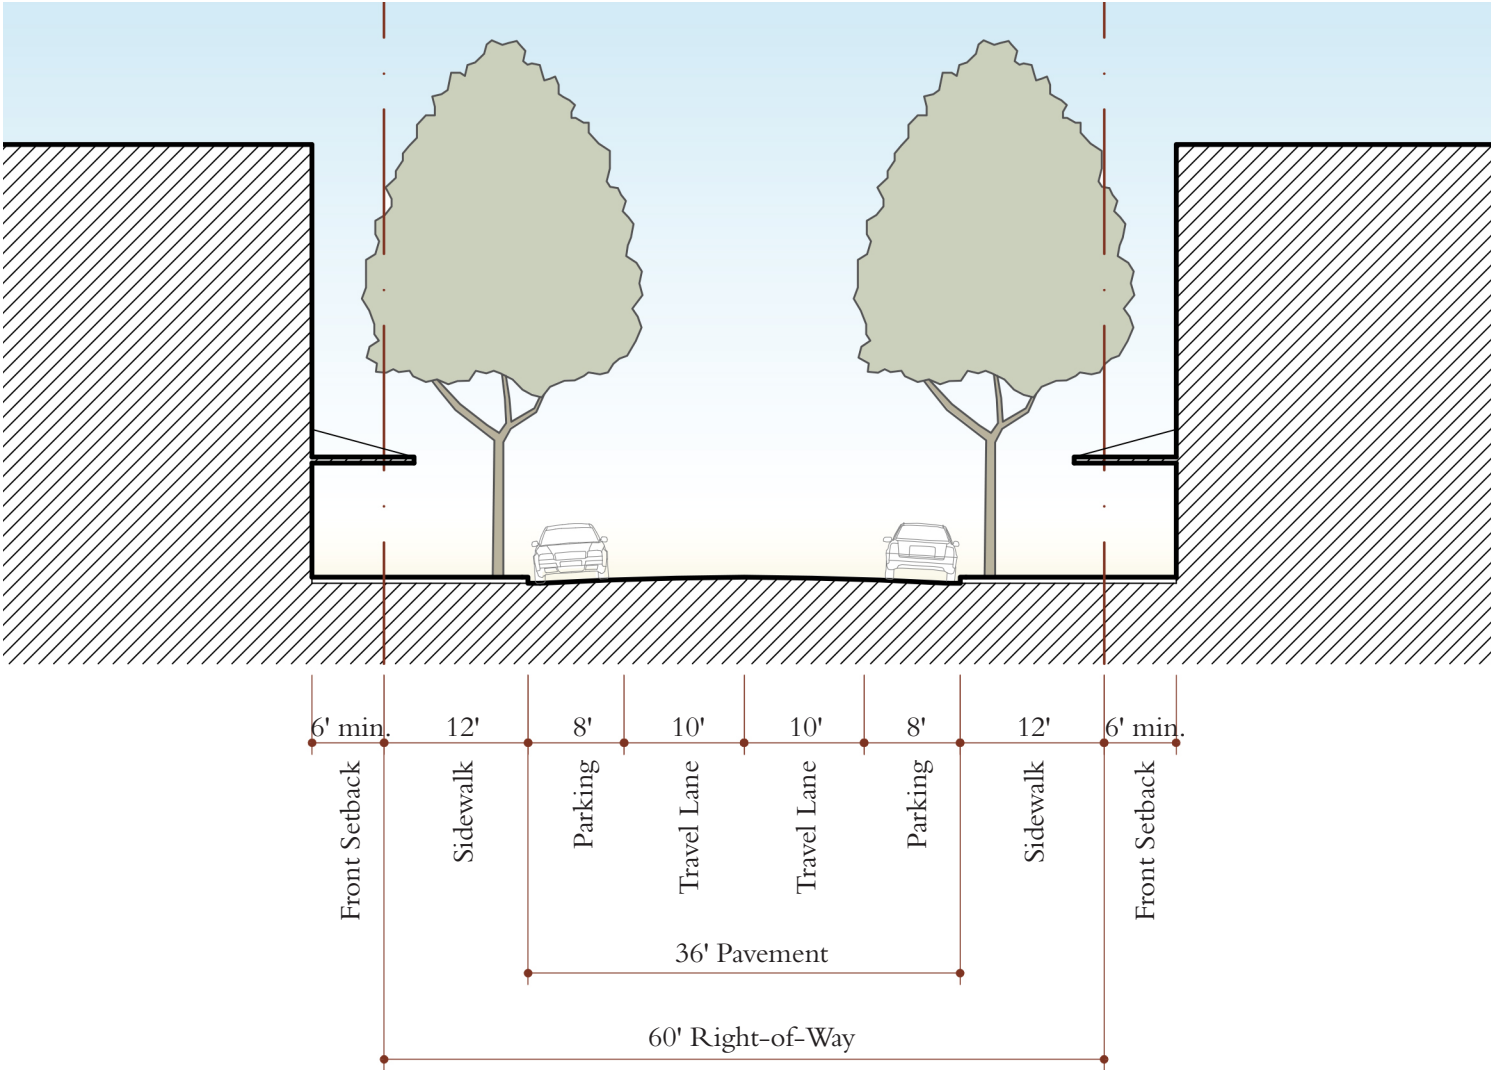 6' min.
12'
8'
10'
10'
8'
12'
6' min.
Front Setback
Sidewalk
Parking
Travel Lane
Travel Lane
Parking
Sidewalk
Front Setback
36' Pavement
60' Right-of-Way